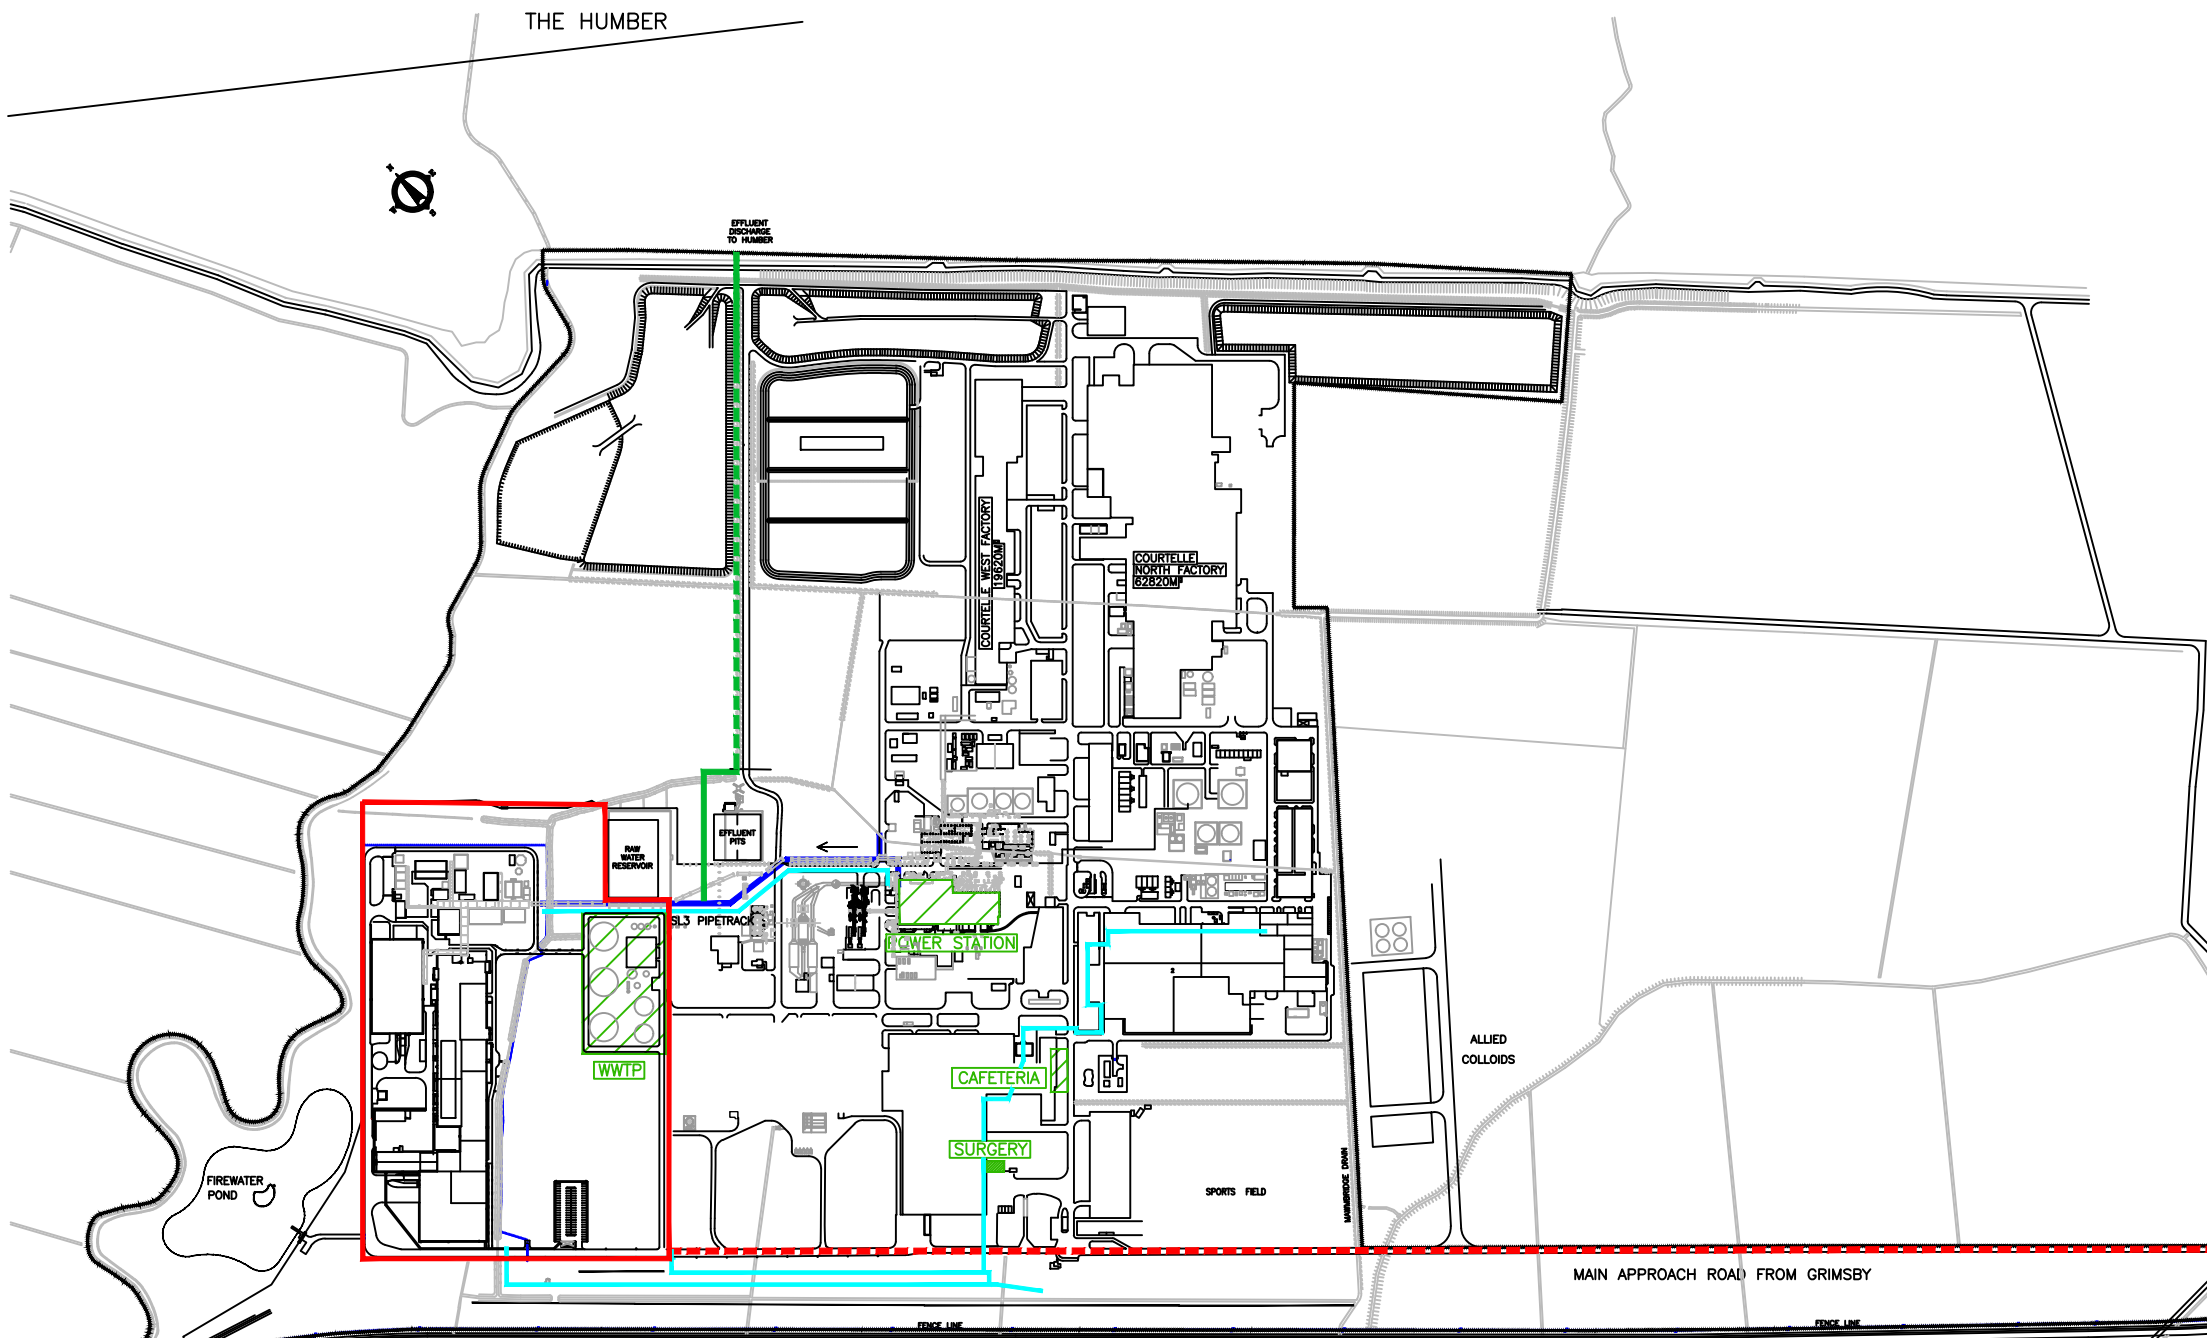 THE HUMBER
EFFLUENT
DISCHARGE
TO HUMBER
COURTELLE WEST FACTORY
19620M²
COURTELLE
NORTH FACTORY
62820M²
EFFLUENT
PITS
RAW
WATER
RESERVOIR
SL3 PIPETRACK
POWER STATION
WWTP
CAFETERIA
SURGERY
ALLIED
COLLOIDS
FIREWATER
POND
SPORTS FIELD
MAWNBRIDGE DRAIN
MAIN APPROACH ROAD FROM GRIMSBY
FENCE LINE
FENCE LINE